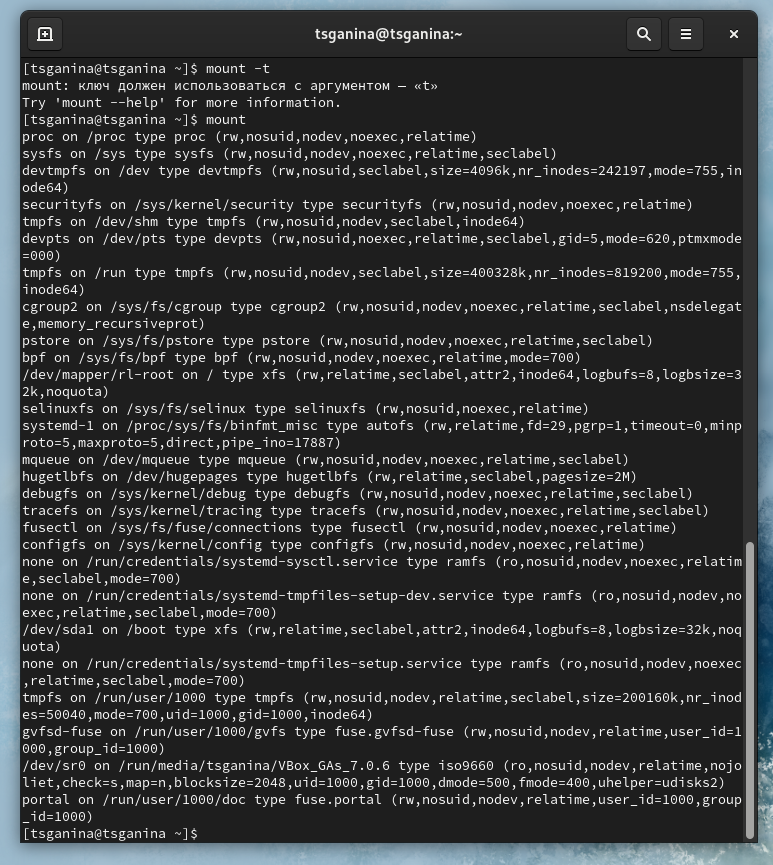 tsganina@tsganina:~
[tsganina@tsganina ~]$ mount -t
mount: ключ должен использоваться с аргументом — «t»
Try 'mount --help' for more information.
[tsganina@tsganina ~]$ mount
proc on /proc type proc (rw,nosuid,nodev,noexec,relatime)
sysfs on /sys type sysfs (rw,nosuid,nodev,noexec,relatime,seclabel)
devtmpfs on /dev type devtmpfs (rw,nosuid,seclabel,size=4096k,nr_inodes=242197,mode=755,in
ode64)
securityfs on /sys/kernel/security type securityfs (rw,nosuid,nodev,noexec,relatime)
tmpfs on /dev/shm type tmpfs (rw,nosuid,nodev,seclabel,inode64)
devpts on /dev/pts type devpts (rw,nosuid,noexec,relatime,seclabel,gid=5,mode=620,ptmxmode
=000)
tmpfs on /run type tmpfs (rw,nosuid,nodev,seclabel,size=400328k,nr_inodes=819200,mode=755,
inode64)
cgroup2 on /sys/fs/cgroup type cgroup2 (rw,nosuid,nodev,noexec,relatime,seclabel,nsdelegat
e,memory_recursiveprot)
pstore on /sys/fs/pstore type pstore (rw,nosuid,nodev,noexec,relatime,seclabel)
bpf on /sys/fs/bpf type bpf (rw,nosuid,nodev,noexec,relatime,mode=700)
/dev/mapper/rl-root on / type xfs (rw,relatime,seclabel,attr2,inode64,logbufs=8,logbsize=3
2k,noquota)
selinuxfs on /sys/fs/selinux type selinuxfs (rw,nosuid,noexec,relatime)
systemd-1 on /proc/sys/fs/binfmt_misc type autofs (rw,relatime,fd=29,pgrp=1,timeout=0,minp
roto=5,maxproto=5,direct,pipe_ino=17887)
mqueue on /dev/mqueue type mqueue (rw,nosuid,nodev,noexec,relatime,seclabel)
hugetlbfs on /dev/hugepages type hugetlbfs (rw,relatime,seclabel,pagesize=2M)
debugfs on /sys/kernel/debug type debugfs (rw,nosuid,nodev,noexec,relatime,seclabel)
tracefs on /sys/kernel/tracing type tracefs (rw,nosuid,nodev,noexec,relatime,seclabel)
fusectl on /sys/fs/fuse/connections type fusectl (rw,nosuid,nodev,noexec,relatime)
configfs on /sys/kernel/config type configfs (rw,nosuid,nodev,noexec,relatime)
none on /run/credentials/systemd-sysctl.service type ramfs (ro,nosuid,nodev,noexec,relatim
e,seclabel,mode=700)
none on /run/credentials/systemd-tmpfiles-setup-dev.service type ramfs (ro,nosuid,nodev,no
exec,relatime,seclabel,mode=700)
/dev/sda1 on /boot type xfs (rw,relatime,seclabel,attr2,inode64,logbufs=8,logbsize=32k,noq
uota)
none on /run/credentials/systemd-tmpfiles-setup.service type ramfs (ro,nosuid,nodev,noexec
,relatime,seclabel,mode=700)
tmpfs on /run/user/1000 type tmpfs (rw,nosuid,nodev,relatime,seclabel,size=200160k,nr_inod
es=50040,mode=700,uid=1000,gid=1000,inode64)
gvfsd-fuse on /run/user/1000/gvfs type fuse.gvfsd-fuse (rw,nosuid,nodev,relatime,user_id=1
000,group_id=1000)
/dev/sr0 on /run/media/tsganina/VBox_GAs_7.0.6 type iso9660 (ro,nosuid,nodev,relatime,nojo
liet,check=s,map=n,blocksize=2048,uid=1000,gid=1000,dmode=500,fmode=400,uhelper=udisks2)
portal on /run/user/1000/doc type fuse.portal (rw,nosuid,nodev,relatime,user_id=1000,group
_id=1000)
[tsganina@tsganina ~]$